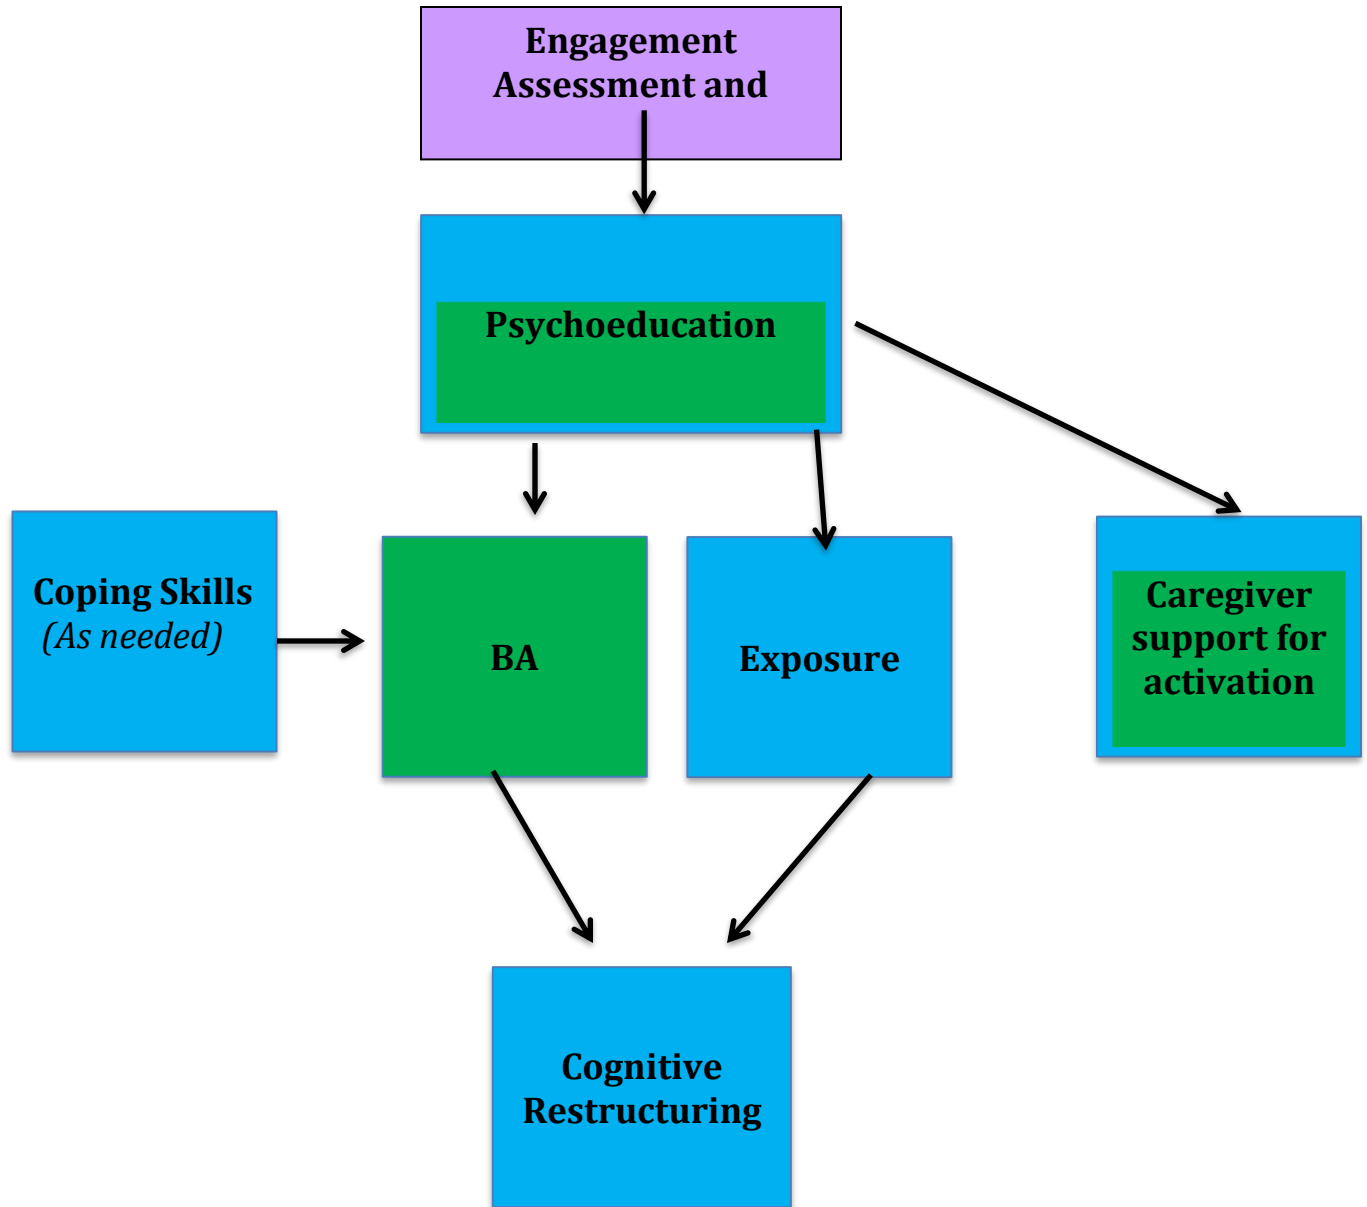 Engagement
Assessment and
Psychoeducation
Coping Skills
(As needed)
BA
Exposure
Caregiver
support for
activation
Cognitive
Restructuring